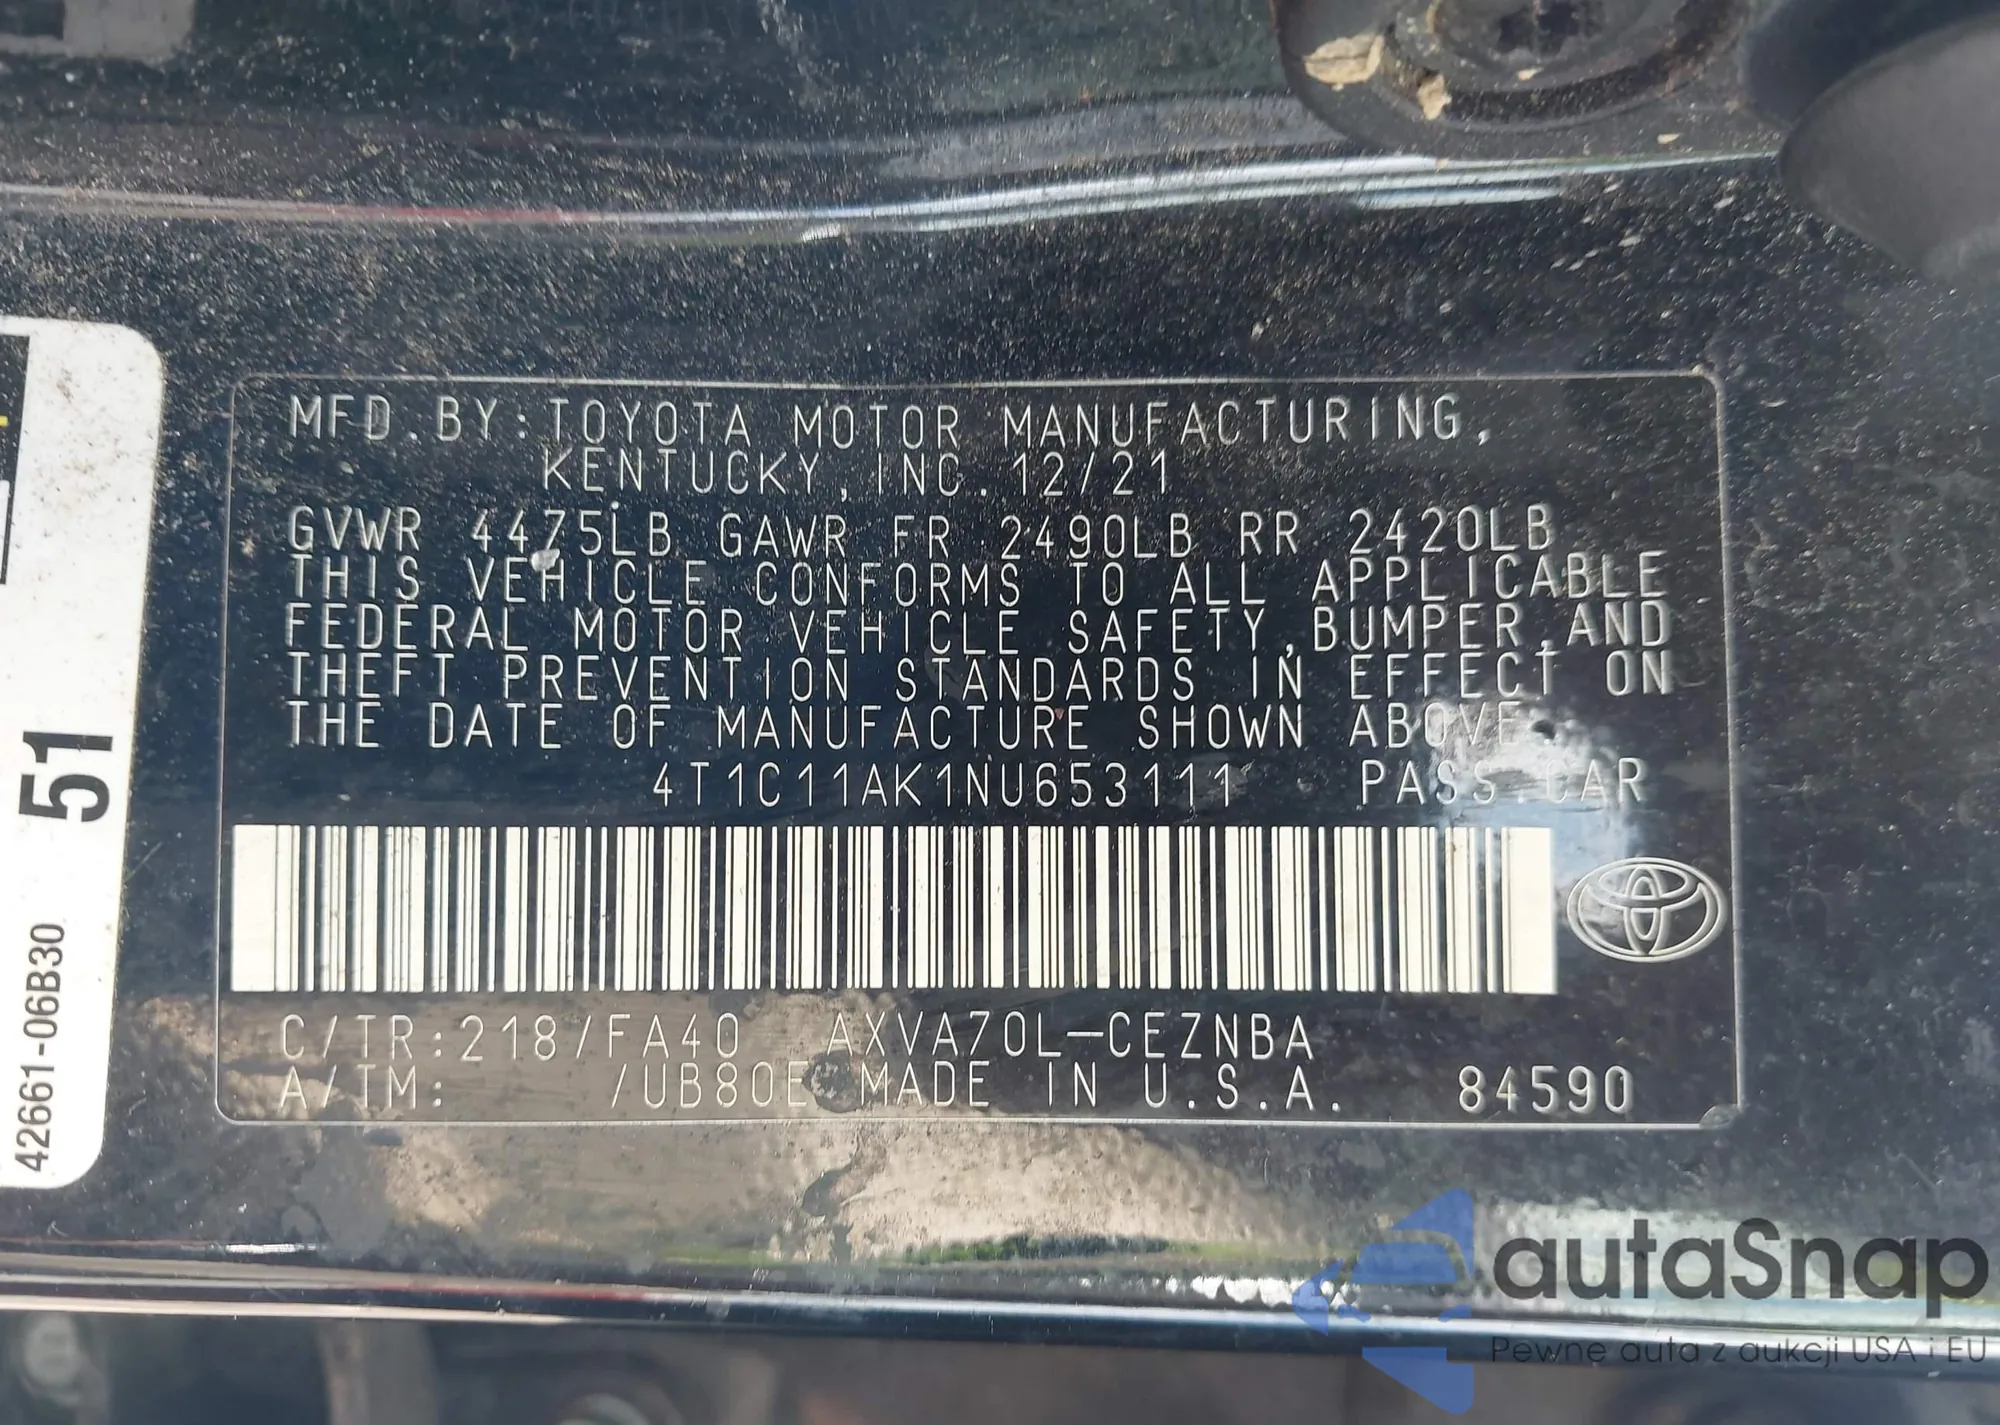 MFD. BY: TOYOTA MOTOR MANUFACTURING,
KENTUCKY, INC. 12/21
GVWR 4475LB GAWR FR 2490LB RR 2420LB
THIS VEHICLE CONFORMS TO ALL APPLICABLE
FEDERAL MOTOR VEHICLE SAFETY, BUMPER, AND
THEFT PREVENTION STANDARDS IN EFFECT ON
THE DATE OF MANUFACTURE SHOWN ABOVE.
4T1C11AK1NU653111 PASS. CAR
C/TR: 218/FA40 AXVA70L-CEZNBA
A/TM: /UB80E MADE IN U.S.A. 84590
51
42661-06B30
autaSnap
Pewne auta z aukcji USA i EU